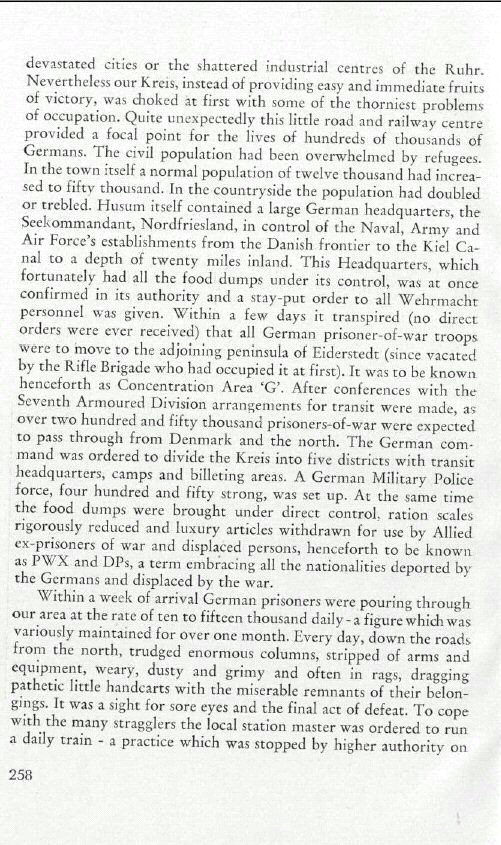 devastated cities or the shattered industrial centres of the Ruhr.
Nevertheless our Kreis, instead of providing easy and immediate fruits
of victory, was choked at first with some of the thorniest problems
of occupation. Quite unexpectedly this little road and railway centre
provided a focal point for the lives of hundreds of thousands of
Germans. The civil population had been overwhelmed by refugees.
In the town itself a normal population of twelve thousand had increa-
sed to fifty thousand. In the countryside the population had doubled
or trebled. Husum itself contained a large German headquarters, the
Seekommandant, Nordfriesland, in control of the Naval, Army and
Air Force's establishments from the Danish frontier to the Kiel Ca-
nal to a depth of twenty miles inland. This Headquarters, which
fortunately had all the food dumps under its control, was at once
confirmed in its authority and a stay-put order to all Wehrmacht
personnel was given. Within a few days it transpired (no direct
orders were ever received) that all German prisoner-of-war troops
were to move to the adjoining peninsula of Eiderstedt (since vacated
by the Rifle Brigade who had occupied it at first). It was to be known
henceforth as Concentration Area 'G'. After conferences with the
Seventh Armoured Division arrangements for transit were made, as
over two hundred and fifty thousand prisoners-of-war were expected
to pass through from Denmark and the north. The German com-
mand was ordered to divide the Kreis into five districts with transit
headquarters, camps and billeting areas. A German Military Police
force, four hundred and fifty strong, was set up. At the same time
the food dumps were brought under direct control, ration scales
rigorously reduced and luxury articles withdrawn for use by Allied
ex-prisoners of war and displaced persons, henceforth to be known
as PWX and DPs, a term embracing all the nationalities deported by
the Germans and displaced by the war.
Within a week of arrival German prisoners were pouring through
our area at the rate of ten to fifteen thousand daily - a figure which was
variously maintained for over one month. Every day, down the roads
from the north, trudged enormous columns, stripped of arms and
equipment, weary, dusty and grimy and often in rags, dragging
pathetic little handcarts with the miserable remnants of their belon-
gings. It was a sight for sore eyes and the final act of defeat. To cope
with the many stragglers the local station master was ordered to run
a daily train - a practice which was stopped by higher authority on
258